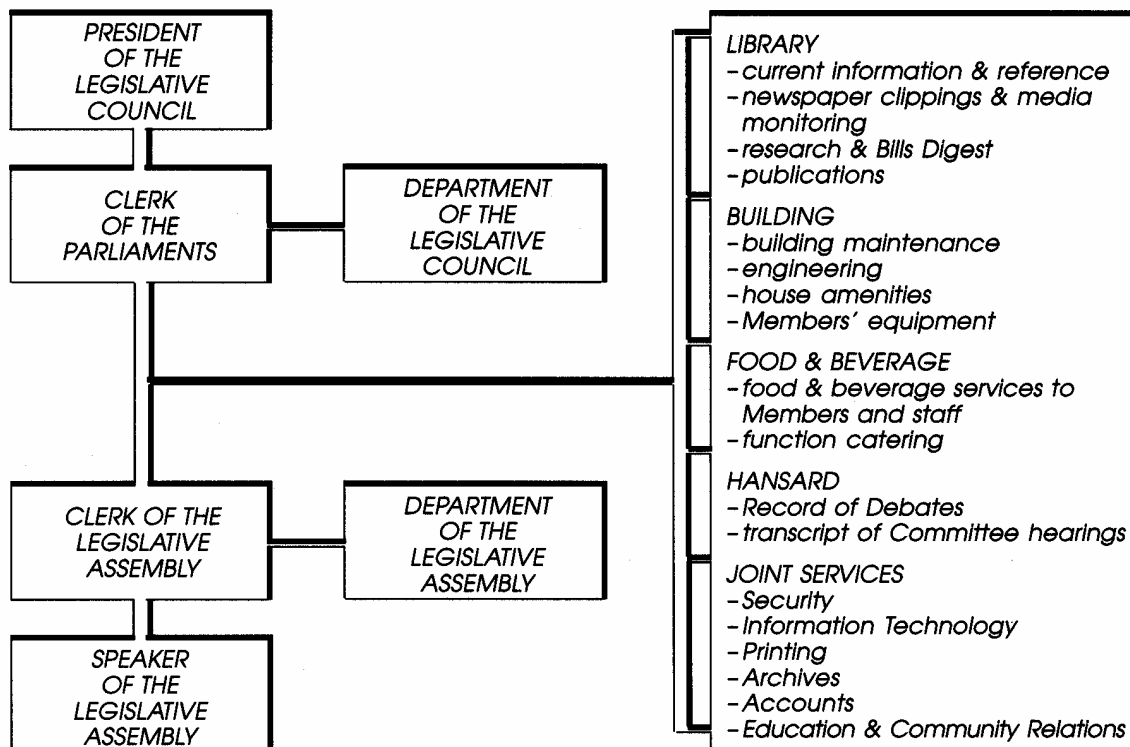 PRESIDENT
OF THE
LEGISLATIVE
COUNCIL
CLERK
OF THE
PARLIAMENTS
DEPARTMENT
OF THE
LEGISLATIVE
COUNCIL
CLERK OF THE
LEGISLATIVE
ASSEMBLY
DEPARTMENT
OF THE
LEGISLATIVE
ASSEMBLY
SPEAKER
OF THE
LEGISLATIVE
ASSEMBLY
LIBRARY
-current information & reference
-newspaper clippings & media
monitoring
-research & Bills Digest
-publications
BUILDING
-building maintenance
-engineering
-house amenities
-Members' equipment
FOOD & BEVERAGE
-food & beverage services to
Members and staff
-function catering
HANSARD
-Record of Debates
-transcript of Committee hearings
JOINT SERVICES
-Security
-Information Technology
-Printing
-Archives
-Accounts
-Education & Community Relations